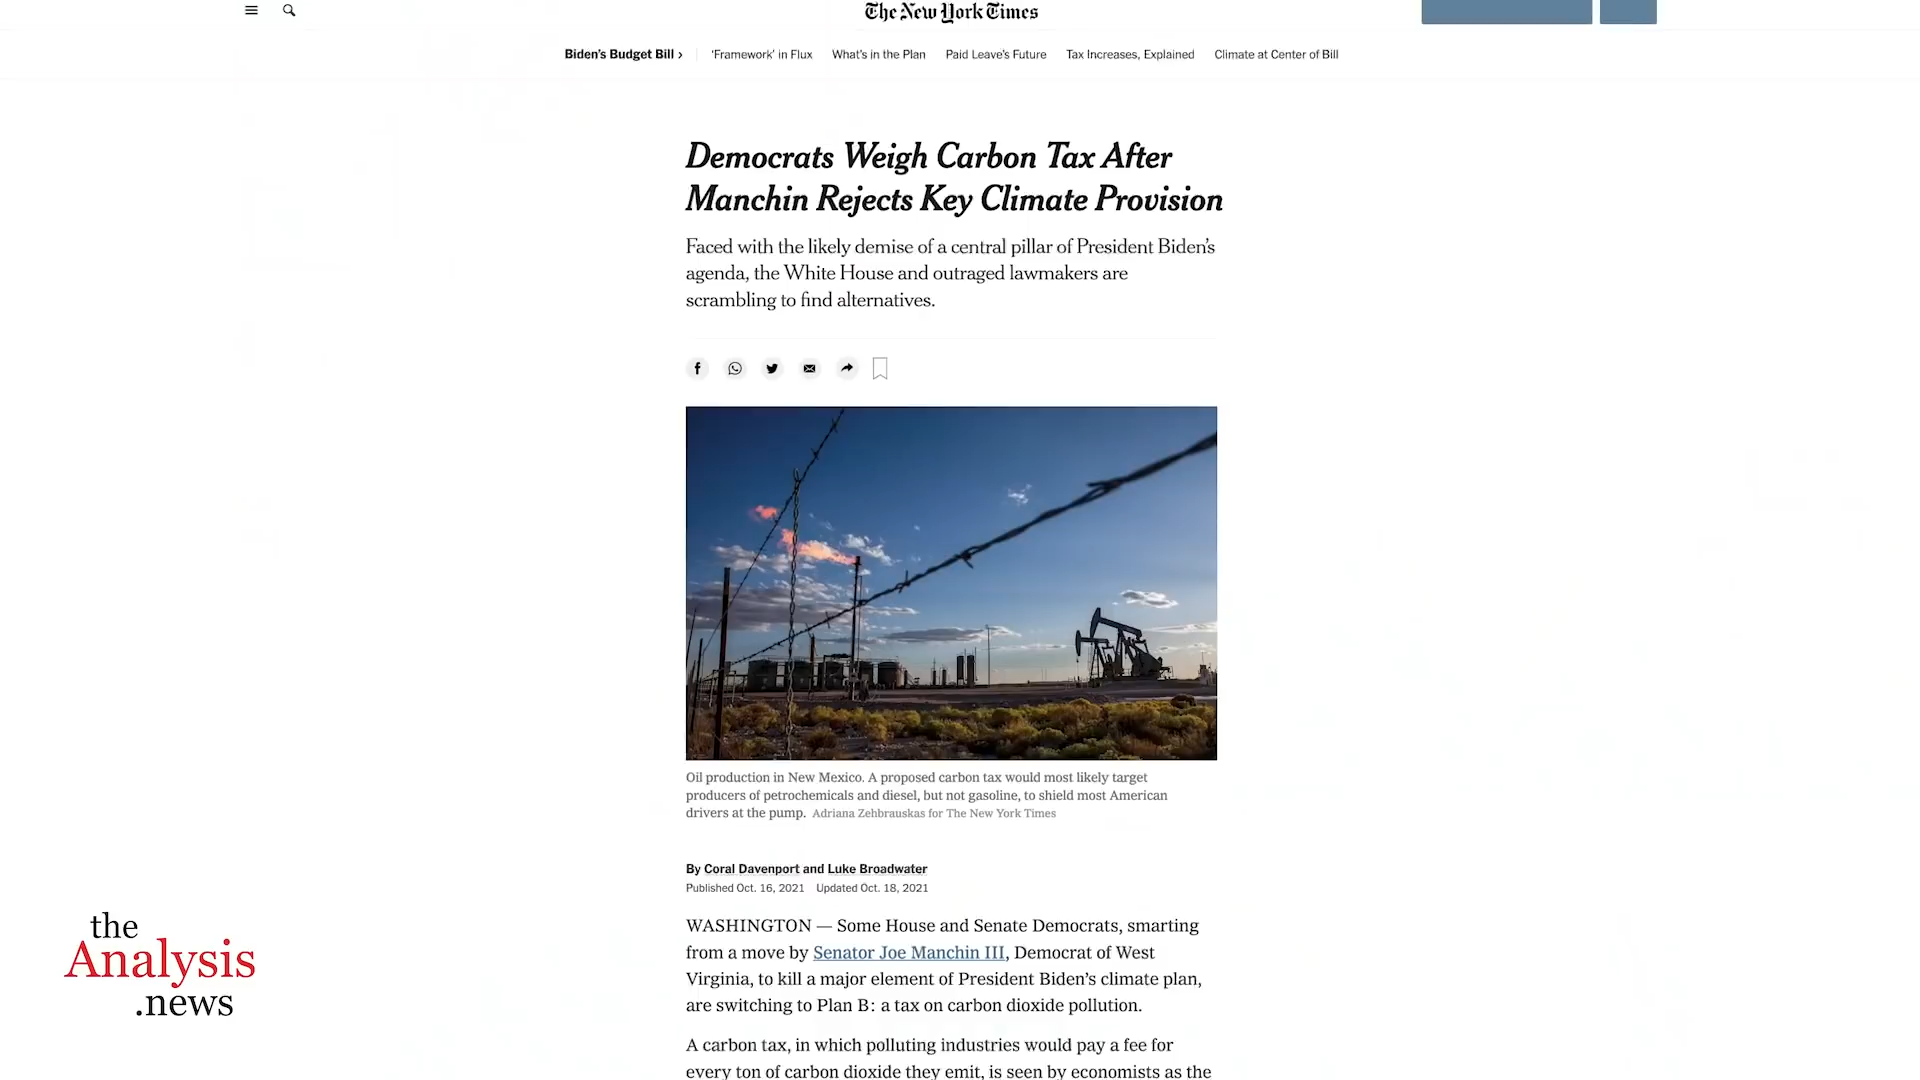 The New York Times
Biden's Budget Bill › 'Framework' in Flux What's in the Plan Paid Leave's Future Tax Increases, Explained Climate at Center of Bill
Democrats Weigh Carbon Tax After
Manchin Rejects Key Climate Provision
Faced with the likely demise of a central pillar of President Biden's
agenda, the White House and outraged lawmakers are
scrambling to find alternatives.
Oil production in New Mexico. A proposed carbon tax would most likely target
producers of petrochemicals and diesel, but not gasoline, to shield most American
drivers at the pump. Adriana Zehbrauskas for The New York Times
By Coral Davenport and Luke Broadwater
Published Oct. 16, 2021 Updated Oct. 18, 2021
WASHINGTON — Some House and Senate Democrats, smarting
from a move by Senator Joe Manchin III, Democrat of West
Virginia, to kill a major element of President Biden's climate plan,
are switching to Plan B: a tax on carbon dioxide pollution.
A carbon tax, in which polluting industries would pay a fee for
every ton of carbon dioxide they emit, is seen by economists as the
the
Analysis
.news